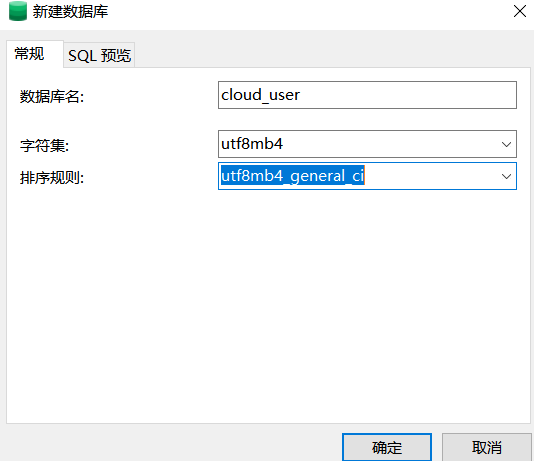 新建数据库
常规 SQL 预览
数据库名: cloud_user
字符集: utf8mb4
排序规则: utf8mb4_general_ci
确定 取消